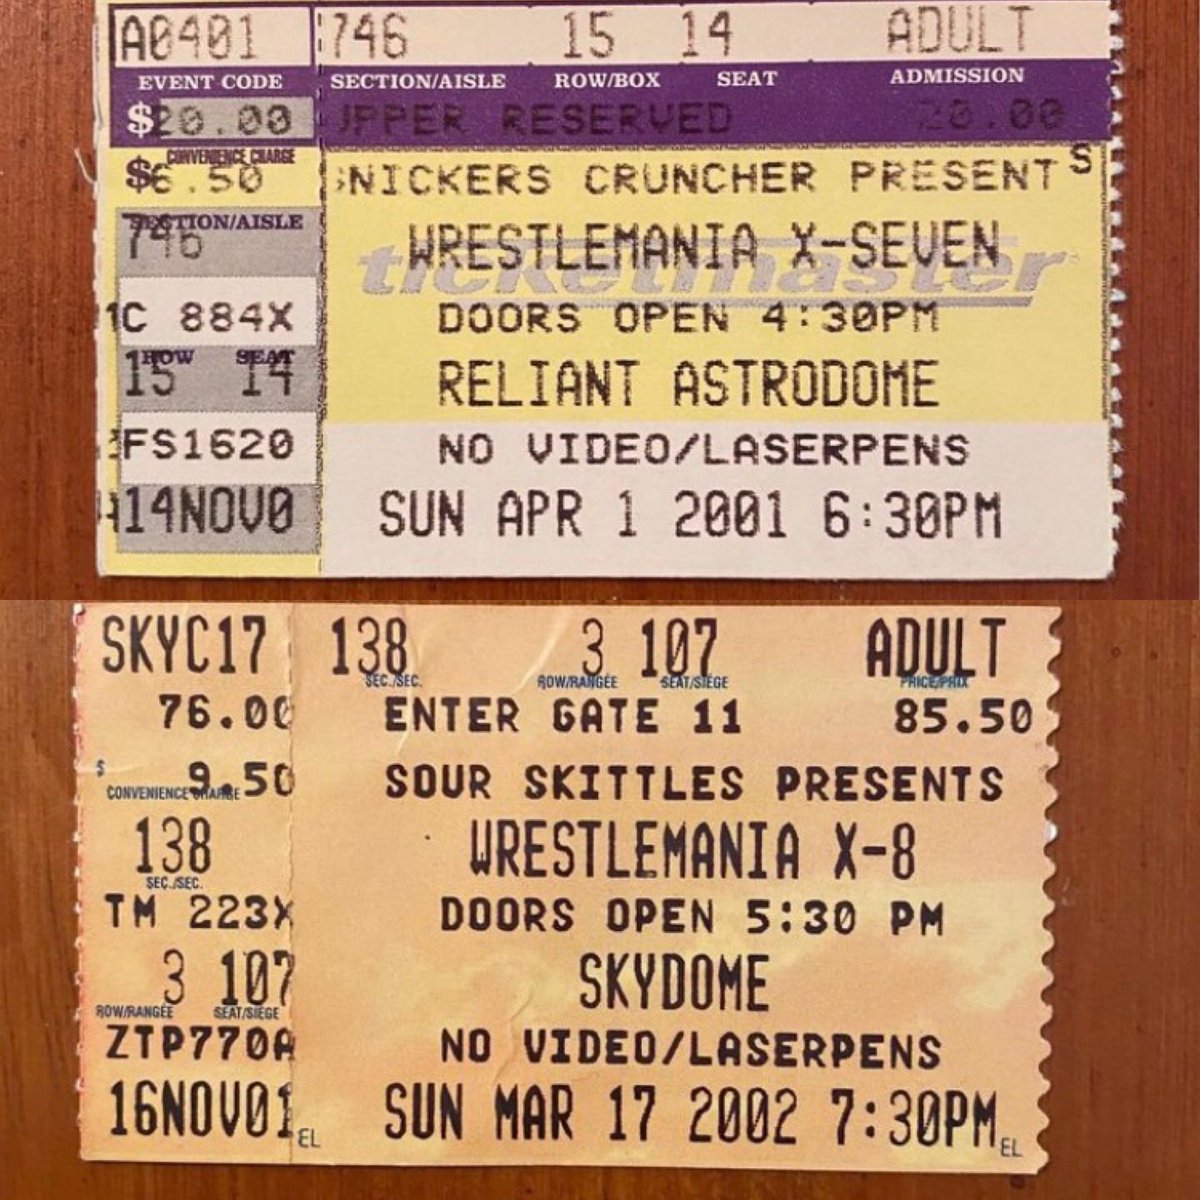 A0401 746 15 14 ADULT
EVENT CODE SECTION/AISLE ROW/BOX SEAT ADMISSION
$20.00 UPPER RESERVED 20.00
CONVENIENCE CHARGE
$6.50 SNICKERS CRUNCHER PRESENTS
SECTION/AISLE
746 WRESTLEMANIA X-SEVEN
ticketmaster
C 884X DOORS OPEN 4:30PM
ROW SEAT
15 14 RELIANT ASTRODOME
FS1620 NO VIDEO/LASERPENS
14NOV0 SUN APR 1 2001 6:30PM
SKYC17 138 3 107 ADULT
SEC./SEC. ROW/RANGÉE SEAT/SIÈGE PRICE/PRIX
76.00 ENTER GATE 11 85.50
$ 9.50 SOUR SKITTLES PRESENTS
CONVENIENCE CHARGE
138 WRESTLEMANIA X-8
SEC./SEC.
TM 223X DOORS OPEN 5:30 PM
3 107 SKYDOME
ROW/RANGÉE SEAT/SIÈGE
ZTP770A NO VIDEO/LASERPENS
16NOV01 SUN MAR 17 2002 7:30PM
EL EL